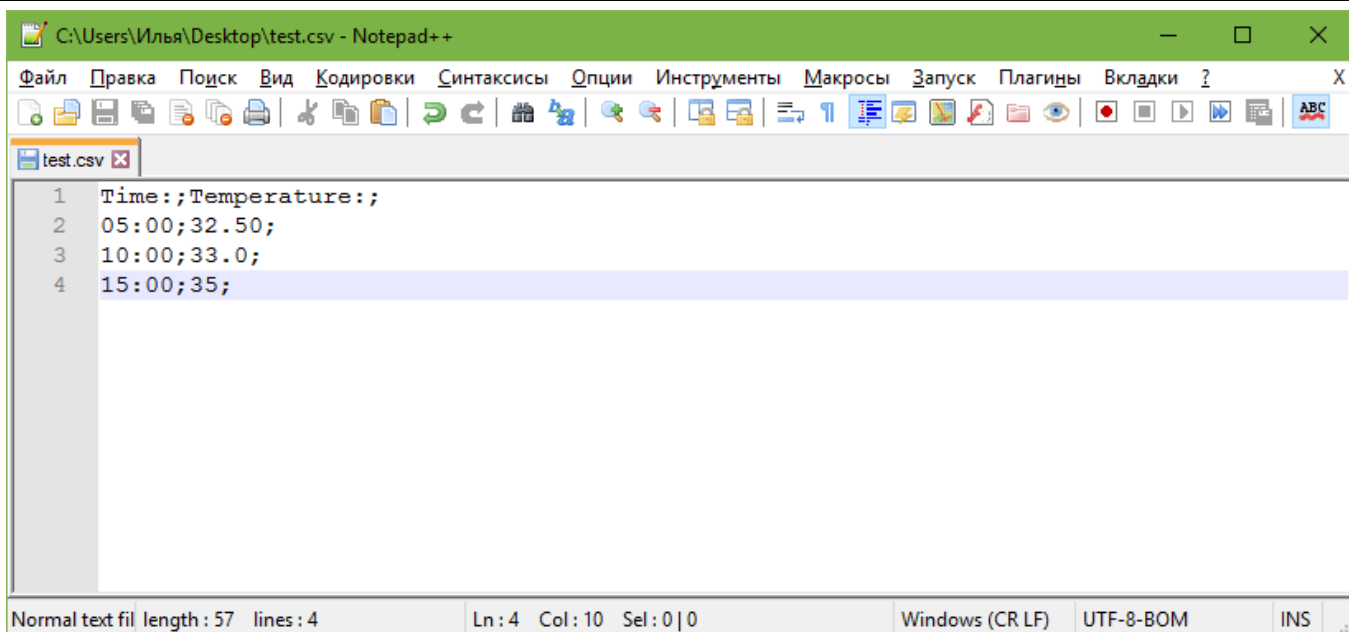 C:\Users\Илья\Desktop\test.csv - Notepad++
Файл Правка Поиск Вид Кодировки Синтаксисы Опции Инструменты Макросы Запуск Плагины Вкладки ? X
ABC
test.csv
1 Time:;Temperature:;
2 05:00;32.50;
3 10:00;33.0;
4 15:00;35;
Normal text fil length : 57 lines : 4 Ln : 4 Col : 10 Sel : 0 | 0 Windows (CR LF) UTF-8-BOM INS